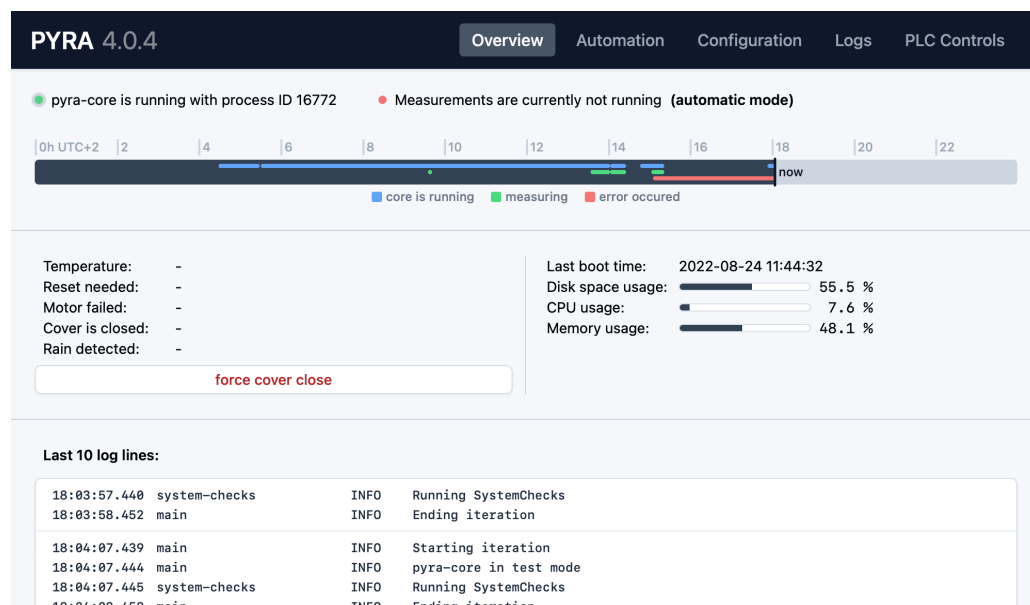 PYRA 4.0.4 Overview Automation Configuration Logs PLC Controls
pyra-core is running with process ID 16772 Measurements are currently not running (automatic mode)
0h UTC+2 2 4 6 8 10 12 14 16 18 20 22
now
core is running measuring error occured
Temperature: - Last boot time: 2022-08-24 11:44:32
Reset needed: - Disk space usage: 55.5 %
Motor failed: - CPU usage: 7.6 %
Cover is closed: - Memory usage: 48.1 %
Rain detected: -
force cover close
Last 10 log lines:
18:03:57.440 system-checks INFO Running SystemChecks
18:03:58.452 main INFO Ending iteration
18:04:07.439 main INFO Starting iteration
18:04:07.444 main INFO pyra-core in test mode
18:04:07.445 system-checks INFO Running SystemChecks
main INFO Ending iteration